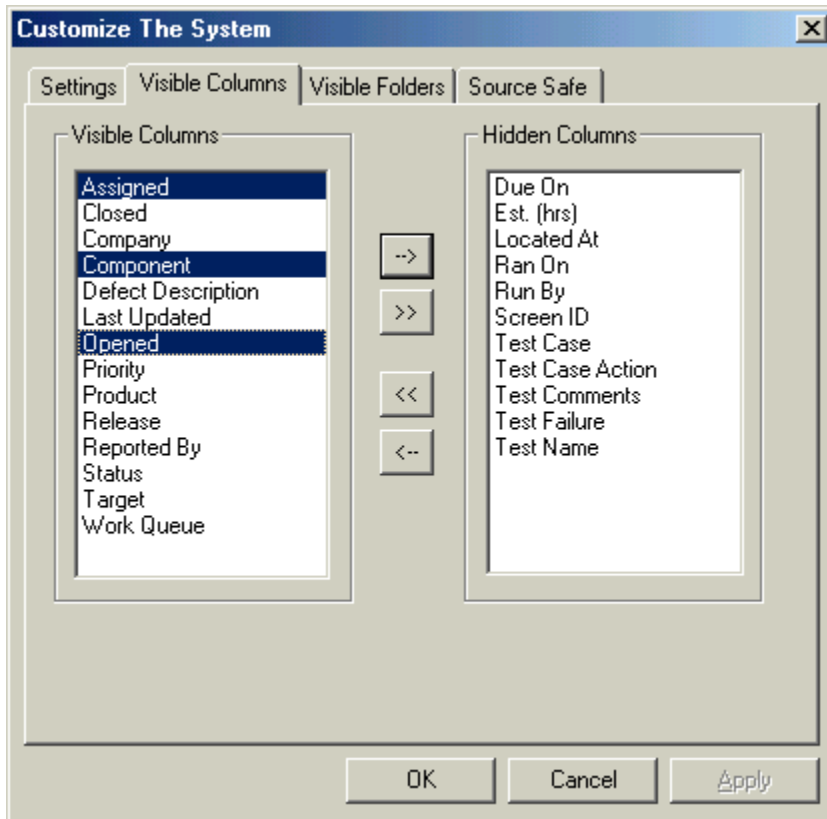 Customize The System
Settings
Visible Columns
Visible Folders
Source Safe
Visible Columns
Assigned
Closed
Company
Component
Defect Description
Last Updated
Opened
Priority
Product
Release
Reported By
Status
Target
Work Queue
-->
>>
<<
<--
Hidden Columns
Due On
Est. (hrs)
Located At
Ran On
Run By
Screen ID
Test Case
Test Case Action
Test Comments
Test Failure
Test Name
OK
Cancel
Apply